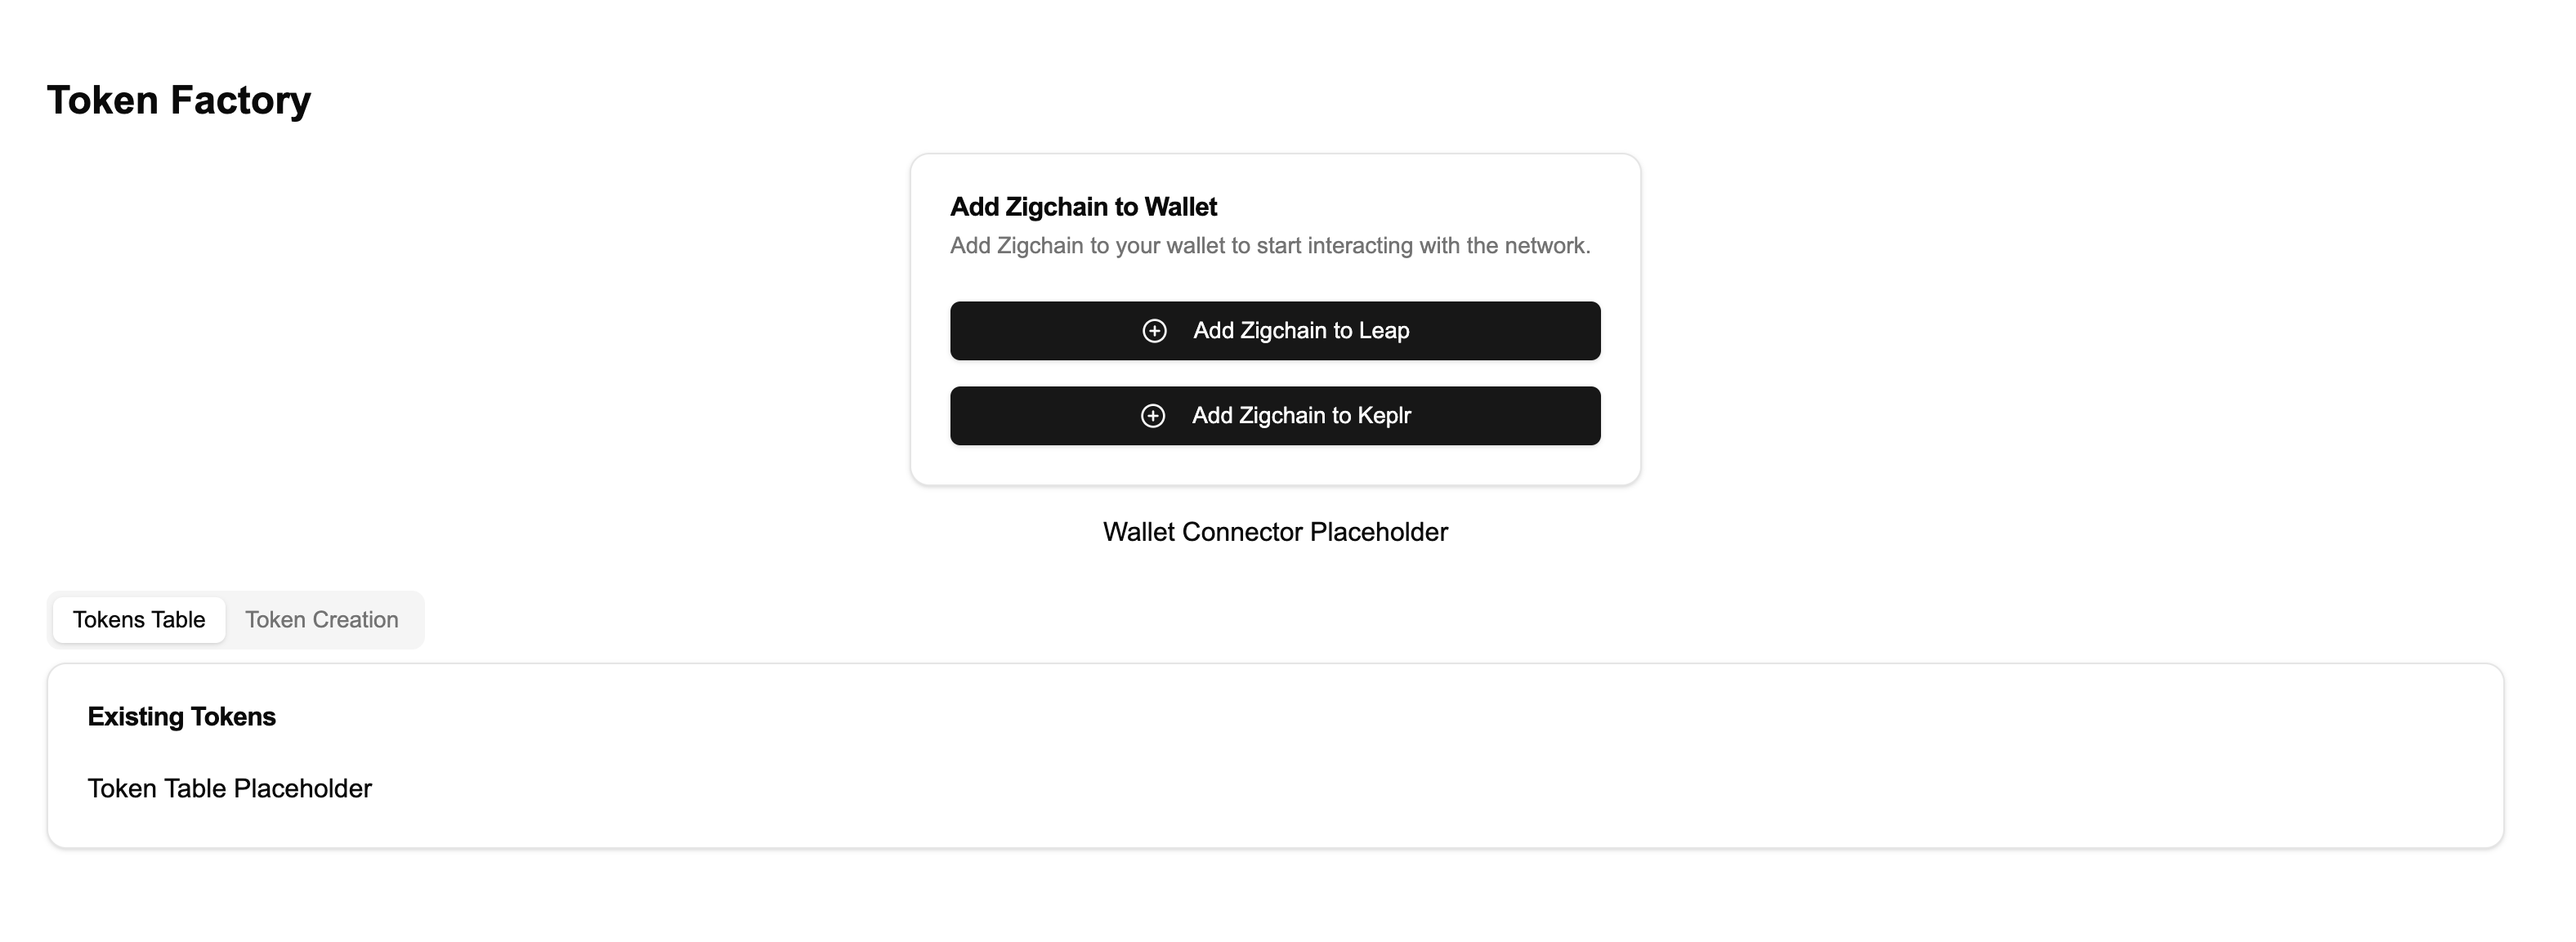 Token Factory
Add Zigchain to Wallet
Add Zigchain to your wallet to start interacting with the network.
Add Zigchain to Leap
Add Zigchain to Keplr
Wallet Connector Placeholder
Tokens Table
Token Creation
Existing Tokens
Token Table Placeholder